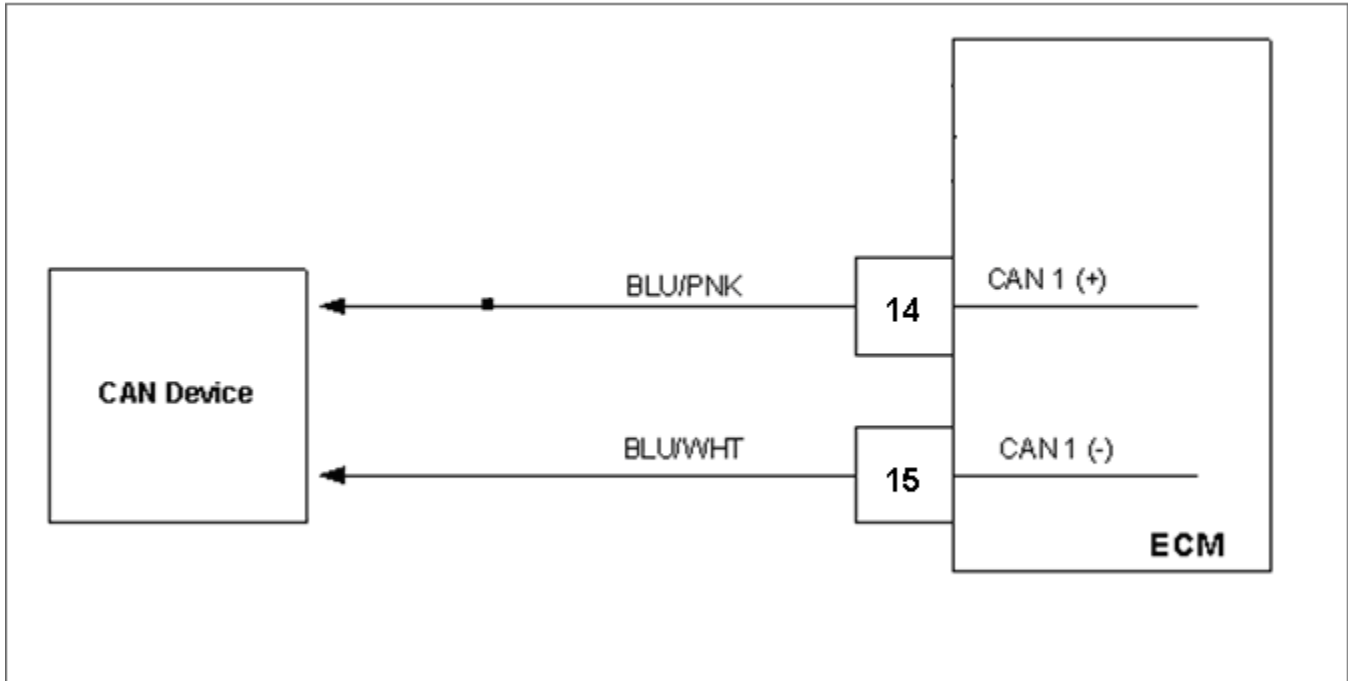 BLU/PNK
14
CAN 1 (+)
CAN Device
BLU/WHT
15
CAN 1 (-)
ECM